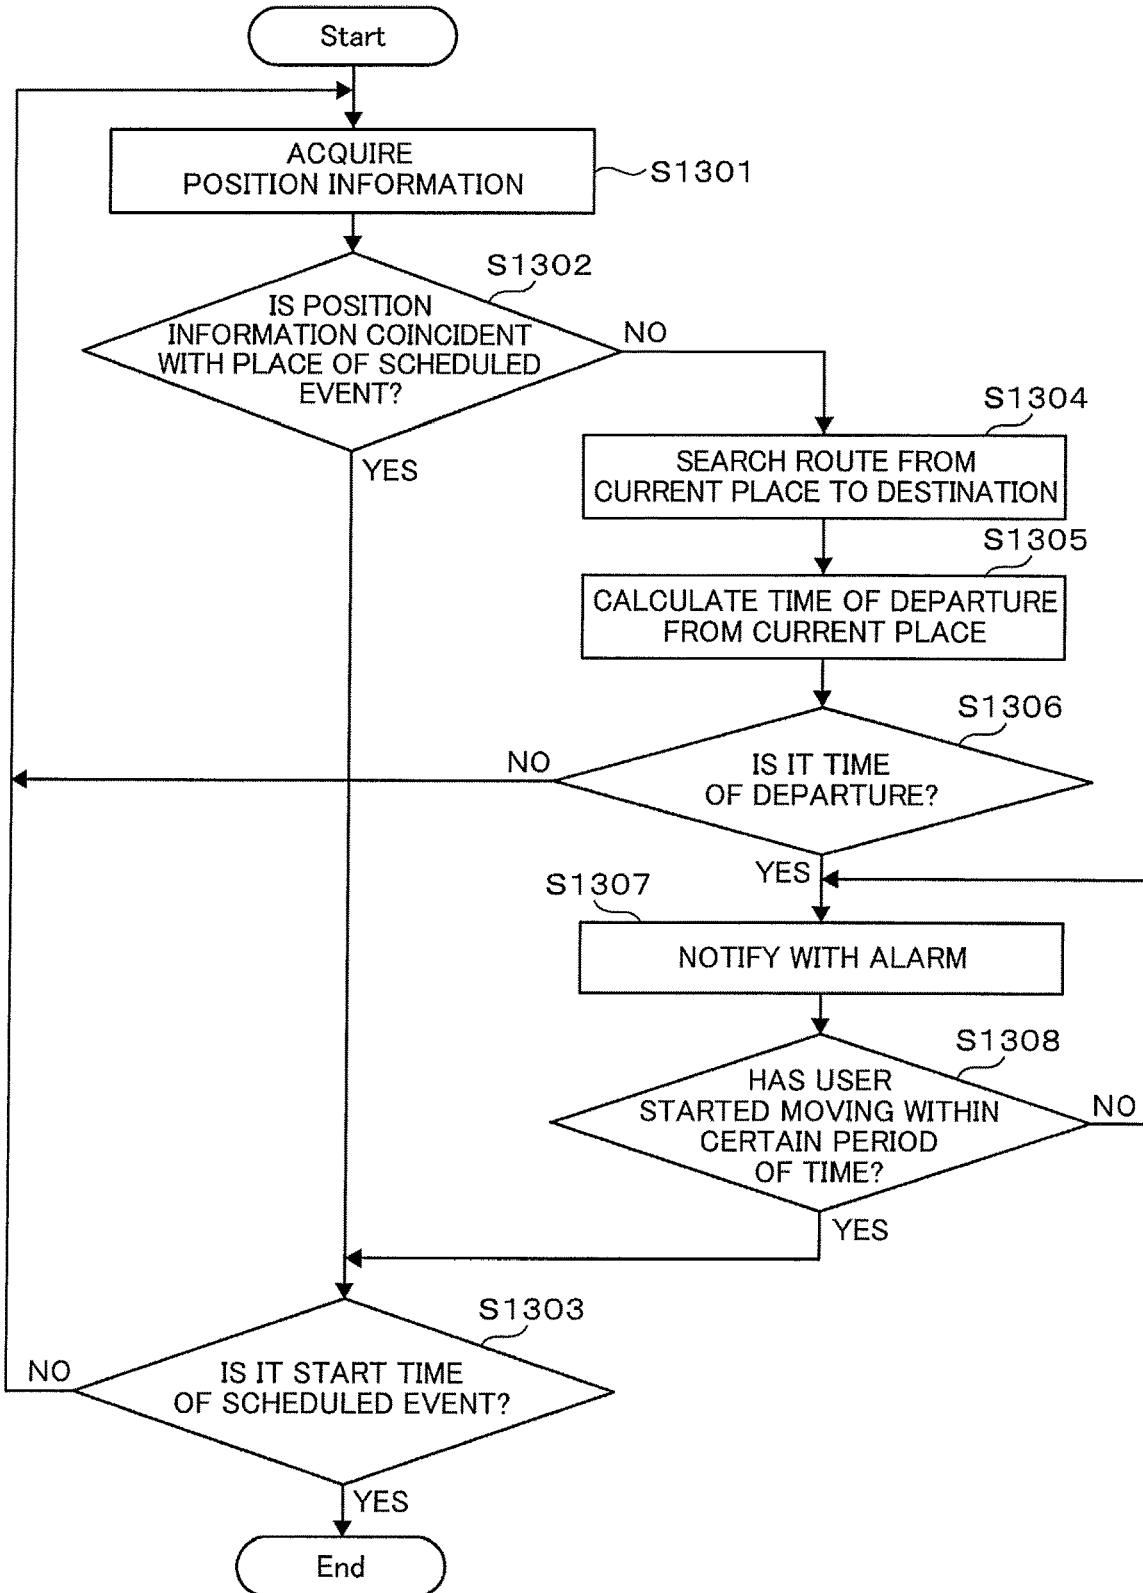 Start
ACQUIRE
POSITION INFORMATION
S1301
S1302
IS POSITION
INFORMATION COINCIDENT
WITH PLACE OF SCHEDULED
EVENT?
NO
YES
S1304
SEARCH ROUTE FROM
CURRENT PLACE TO DESTINATION
S1305
CALCULATE TIME OF DEPARTURE
FROM CURRENT PLACE
S1306
IS IT TIME
OF DEPARTURE?
NO
YES
S1307
NOTIFY WITH ALARM
S1308
HAS USER
STARTED MOVING WITHIN
CERTAIN PERIOD
OF TIME?
NO
YES
S1303
IS IT START TIME
OF SCHEDULED EVENT?
NO
YES
End